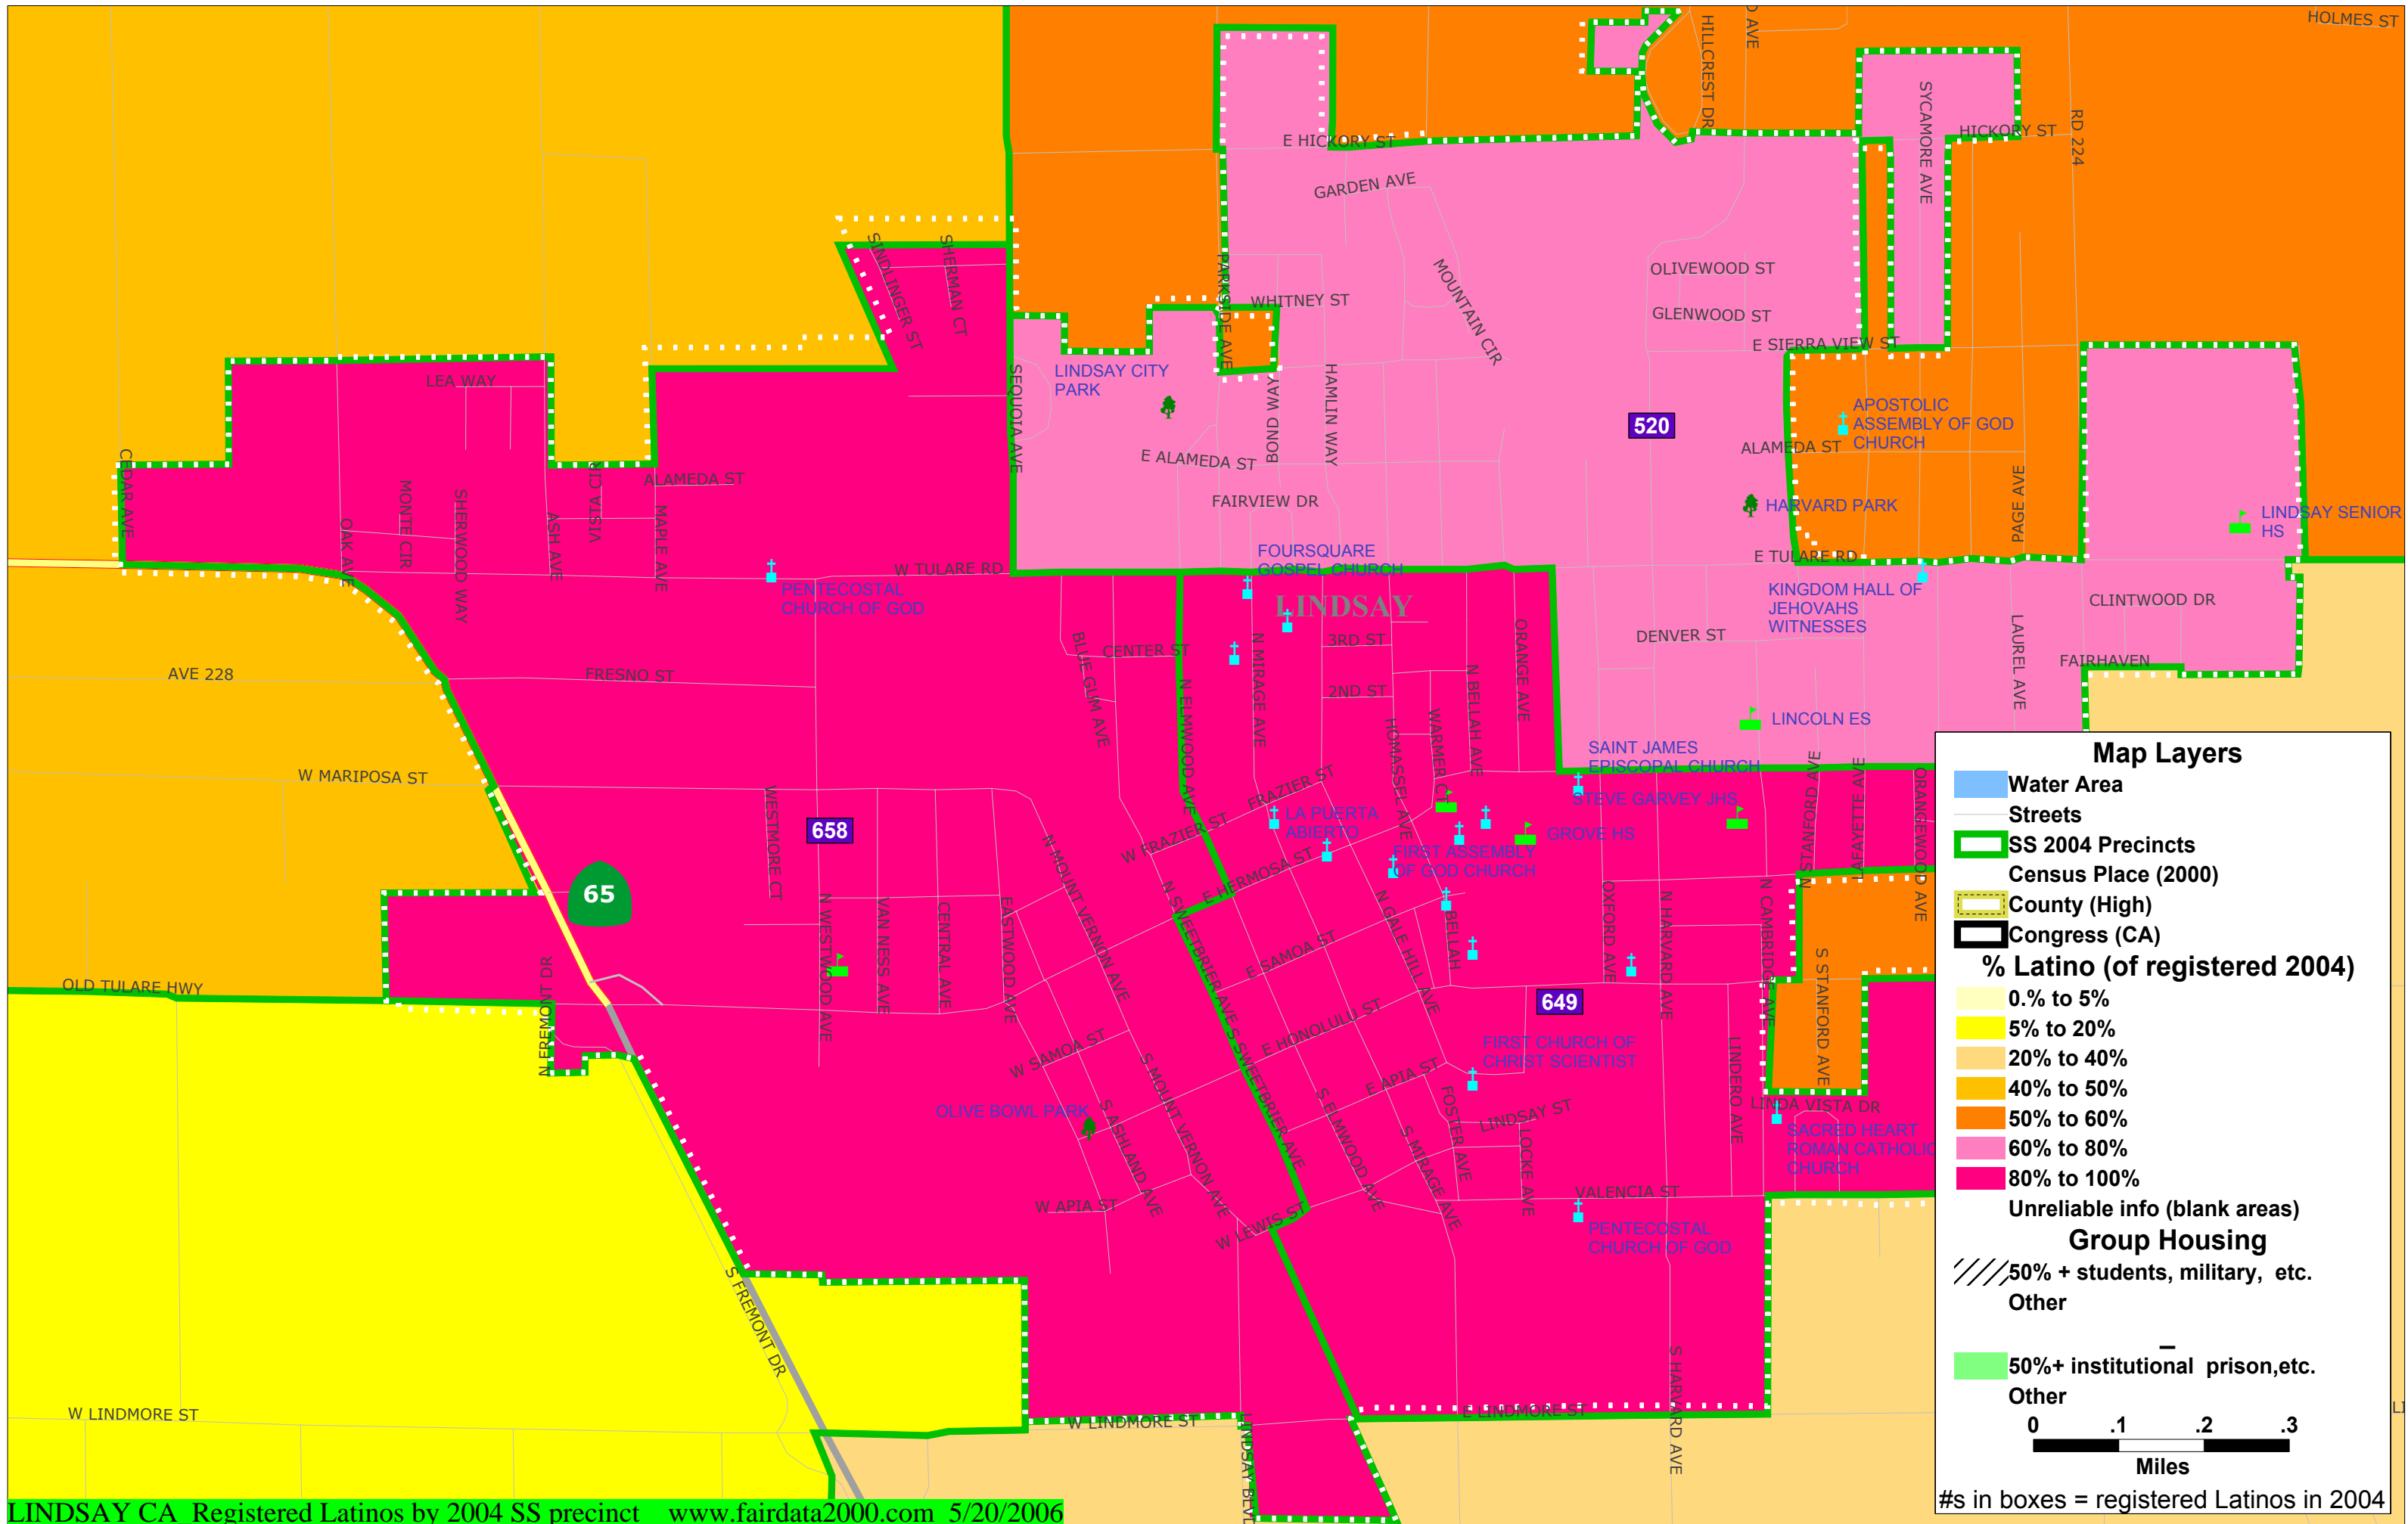 HOLMES ST
HILLCREST DR
D AVE
SYCAMORE AVE
RD 224
HICKORY ST
E HICKORY ST
GARDEN AVE
SINDLINGER ST
SHERMAN CT
PARKSIDE AVE
WHITNEY ST
MOUNTAIN CIR
OLIVEWOOD ST
GLENWOOD ST
E SIERRA VIEW ST
LEA WAY
SEQUOIA AVE
LINDSAY CITY
PARK
BOND WAY
HAMLIN WAY
520
APOSTOLIC
ASSEMBLY OF GOD
CHURCH
ALAMEDA ST
E ALAMEDA ST
ALAMEDA ST
FAIRVIEW DR
HARVARD PARK
PAGE AVE
LINDSAY SENIOR
HS
CEDAR AVE
OAK AVE
MONTE CIR
SHERWOOD WAY
ASH AVE
VISTA CIR
MAPLE AVE
W TULARE RD
E TULARE RD
PENTECOSTAL
CHURCH OF GOD
FOURSQUARE
GOSPEL CHURCH
LINDSAY
KINGDOM HALL OF
JEHOVAHS
WITNESSES
CLINTWOOD DR
DENVER ST
LAUREL AVE
FAIRHAVEN
AVE 228
FRESNO ST
BLUE GUM AVE
CENTER ST
N ELMWOOD AVE
N MIRAGE AVE
3RD ST
2ND ST
HOMASSEL AVE
WARMER CT
N BELLAH AVE
ORANGE AVE
LINCOLN ES
SAINT JAMES
EPISCOPAL CHURCH
STEVE GARVEY JHS
N STANFORD AVE
LAFAYETTE AVE
ORANGEWOOD AVE
W MARIPOSA ST
WESTMORE CT
658
FRAZIER ST
W FRAZIER ST
LA PUERTA
ABIERTO
GROVE HS
FIRST ASSEMBLY
OF GOD CHURCH
E HERMOSA ST
65
N WESTWOOD AVE
VAN NESS AVE
CENTRAL AVE
EASTWOOD AVE
N MOUNT VERNON AVE
N SWEETBRIER AVE
N GALE HILL AVE
BELLAH
OXFORD AVE
N HARVARD AVE
N CAMBRIDGE AVE
S STANFORD AVE
E SAMOA ST
649
OLD TULARE HWY
N FREMONT DR
W SAMOA ST
E HONOLULU ST
FIRST CHURCH OF
CHRIST SCIENTIST
LINDERO AVE
S MOUNT VERNON AVE
S SWEETBRIER AVE
E APIA ST
FOSTER AVE
LINDSAY ST
LOCKE AVE
LINDA VISTA DR
OLIVE BOWL PARK
S ASHLAND AVE
S ELMWOOD AVE
S MIRAGE AVE
SACRED HEART
ROMAN CATHOLIC
CHURCH
W APIA ST
W LEWIS ST
VALENCIA ST
PENTECOSTAL
CHURCH OF GOD
S FREMONT DR
S HARVARD AVE
W LINDMORE ST
W LINDMORE ST
E LINDMORE ST
LINDSAY BLVD
LI
Map Layers
Water Area
Streets
SS 2004 Precincts
Census Place (2000)
County (High)
Congress (CA)
% Latino (of registered 2004)
0.% to 5%
5% to 20%
20% to 40%
40% to 50%
50% to 60%
60% to 80%
80% to 100%
Unreliable info (blank areas)
Group Housing
50% + students, military, etc.
Other
50%+ institutional prison,etc.
Other
0 .1 .2 .3
Miles
#s in boxes = registered Latinos in 2004
LINDSAY CA Registered Latinos by 2004 SS precinct www.fairdata2000.com 5/20/2006